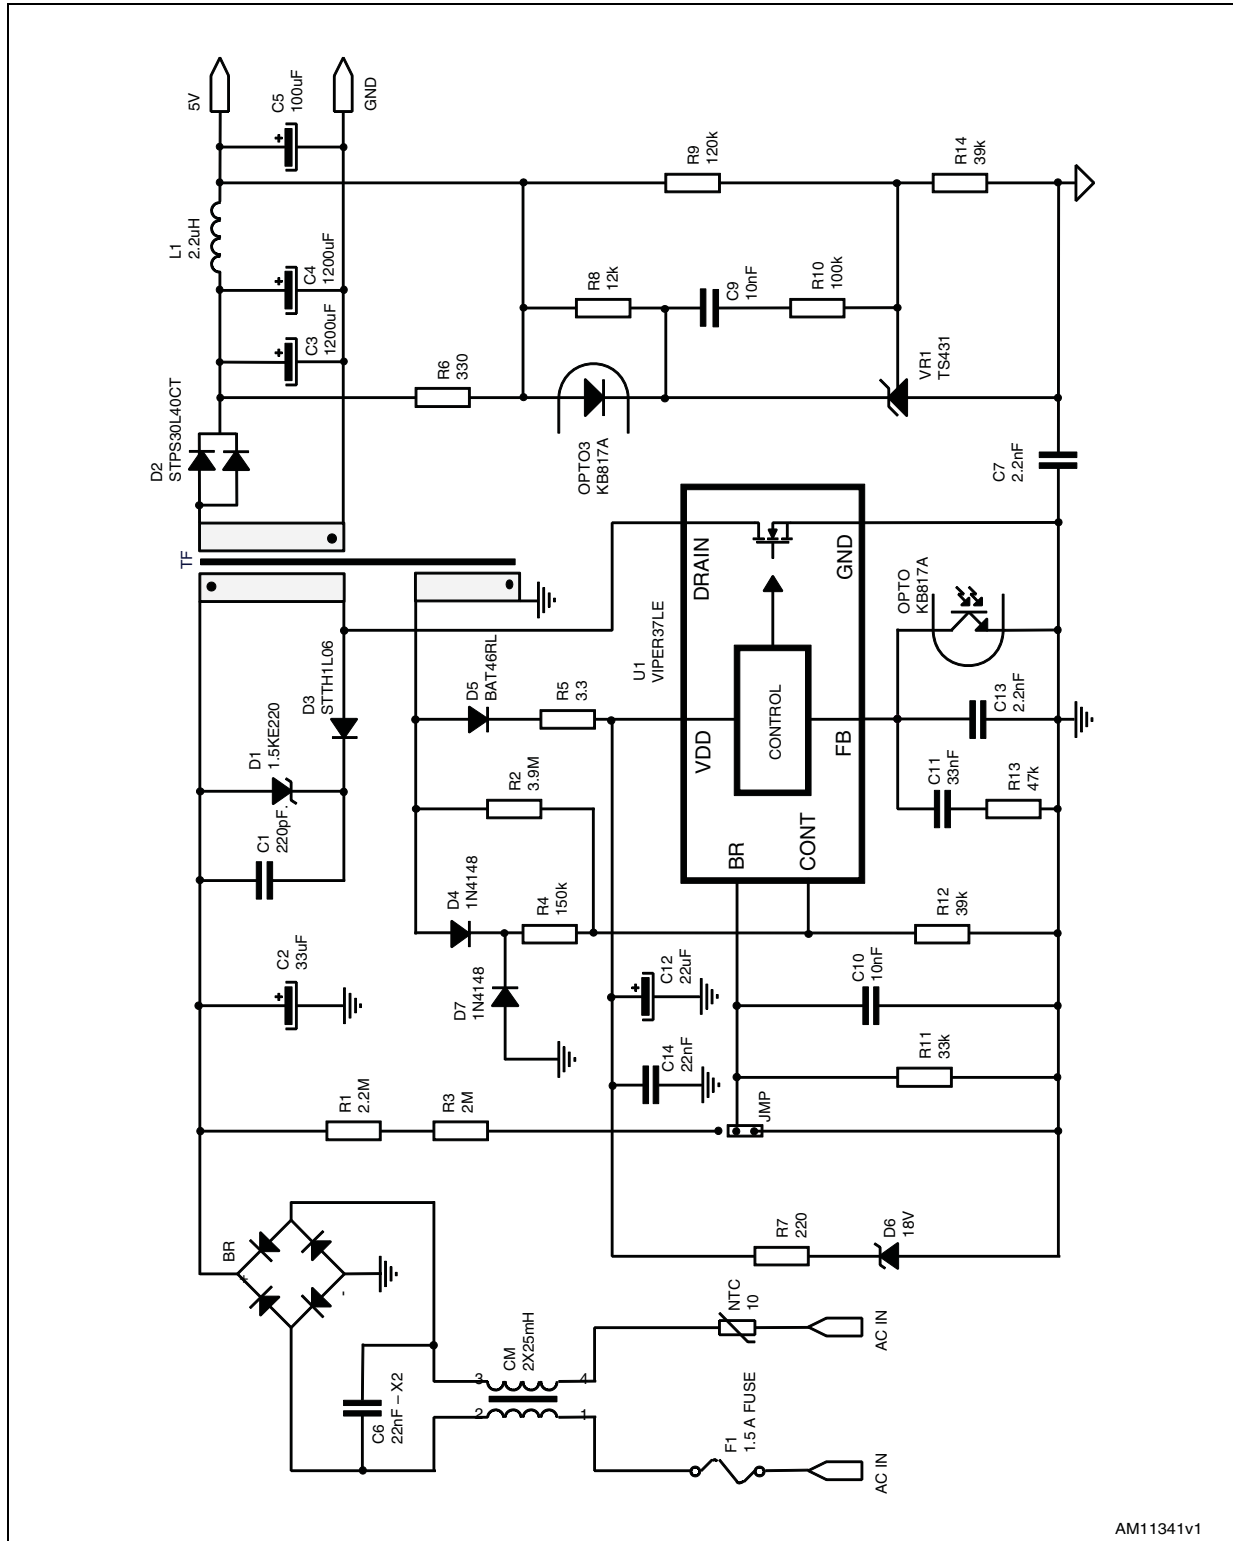 5V
C5
100uF
GND
L1
2.2uH
C4
1200uF
C3
1200uF
D2
STPS30L40CT
R9
120k
R14
39k
R8
12k
C9
10nF
R10
100k
R6
330
VR1
TS431
OPTO3
KB817A
C7
2.2nF
TF
DRAIN
GND
OPTO
KB817A
U1
VIPER37LE
D3
STTH1L06
D5
BAT46RL
R5
3.3
VDD
CONTROL
FB
C13
2.2nF
D1
1.5KE220
C1
220pF.
R2
3.9M
C11
33nF
R13
47k
BR
CONT
D4
1N4148
R4
150k
R12
39k
C2
33uF
D7
1N4148
C12
22uF
C10
10nF
C14
22nF
R11
33k
R1
2.2M
R3
2M
JMP
BR
+
-
R7
220
D6
18V
NTC
10
AC IN
C6
22nF – X2
CM
2X25mH
3
4
2
1
F1
1.5 A FUSE
AC IN
AM11341v1